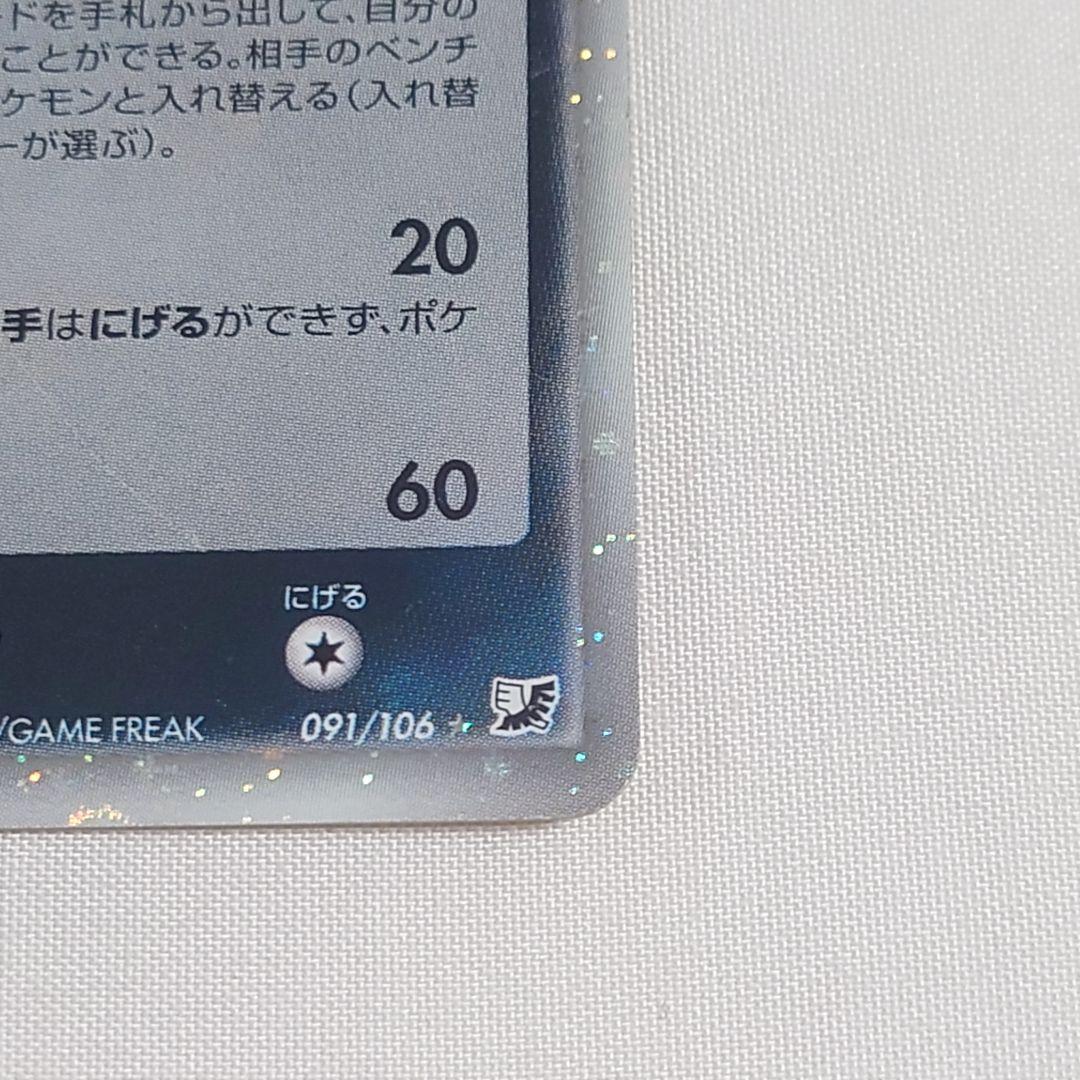 ドを手札から出して、自分の
ことができる。相手のベンチ
ケモンと入れ替える（入れ替
ーが選ぶ）。
20
手はにげるができず、ポケ
60
にげる
/GAME FREAK 091/106 ★